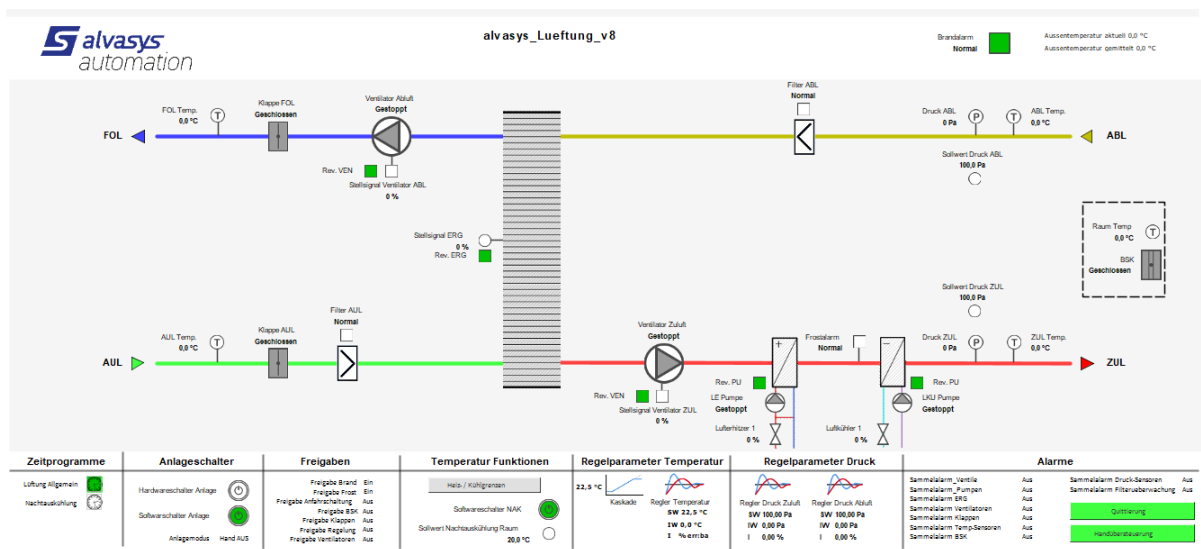 alvasys
automation
alvasys_Lueftung_v8
Brandalarm
Normal
Aussentemperatur aktuell 0,0 °C
Aussentemperatur gemittelt 0,0 °C
FOL Temp.
0,0 °C
T
Klappe FOL
Geschlossen
Ventilator Abluft
Gestoppt
Filter ABL
Normal
Druck ABL
0 Pa
P
T
ABL Temp.
0,0 °C
FOL
ABL
Rev. VEN
Stellsignal Ventilator ABL
0 %
Sollwert Druck ABL
100,0 Pa
Stellsignal ERG
0 %
Rev. ERG
Raum Temp
0,0 °C
T
BSK
Geschlossen
Sollwert Druck ZUL
100,0 Pa
AUL Temp.
0,0 °C
T
Klappe AUL
Geschlossen
Filter AUL
Normal
Ventilator Zuluft
Gestoppt
Frostalarm
Normal
Druck ZUL
0 Pa
P
T
ZUL Temp.
0,0 °C
AUL
ZUL
+
−
Rev. VEN
Stellsignal Ventilator ZUL
0 %
Rev. PU
LE Pumpe
Gestoppt
Rev. PU
LKU Pumpe
Gestoppt
Lufterhitzer 1
0 %
Luftkühler 1
0 %
Zeitprogramme
Lüftung Allgemein
Nachtauskühlung
Anlageschalter
Hardwareschalter Anlage
Softwarschalter Anlage
Anlagemodus Hand AUS
Freigaben
Freigabe Brand Ein
Freigabe Frost Ein
Freigabe Anfahrschaltung Aus
Freigabe BSK Aus
Freigabe Klappen Aus
Freigabe Regelung Aus
Freigabe Ventilatoren Aus
Temperatur Funktionen
Heiz- / Kühlgrenzen
Softwareschalter NAK
Sollwert Nachtauskühlung Raum
20,0 °C
Regelparameter Temperatur
22,5 °C
Kaskade
Regler Temperatur
SW 22,5 °C
IW 0,0 °C
I % err:ba
Regelparameter Druck
Regler Druck Zuluft
SW 100,00 Pa
IW 0,00 Pa
I 0,00 %
Regler Druck Abluft
SW 100,00 Pa
IW 0,00 Pa
I 0,00 %
Alarme
Sammelalarm_Ventile Aus
Sammelalarm_Pumpen Aus
Sammelalarm ERG Aus
Sammelalarm Ventilatoren Aus
Sammelalarm Klappen Aus
Sammelalarm Temp-Sensoren Aus
Sammelalarm BSK Aus
Sammelalarm Druck-Sensoren Aus
Sammelalarm Filterueberwachung Aus
Quittierung
Handübersteuerung